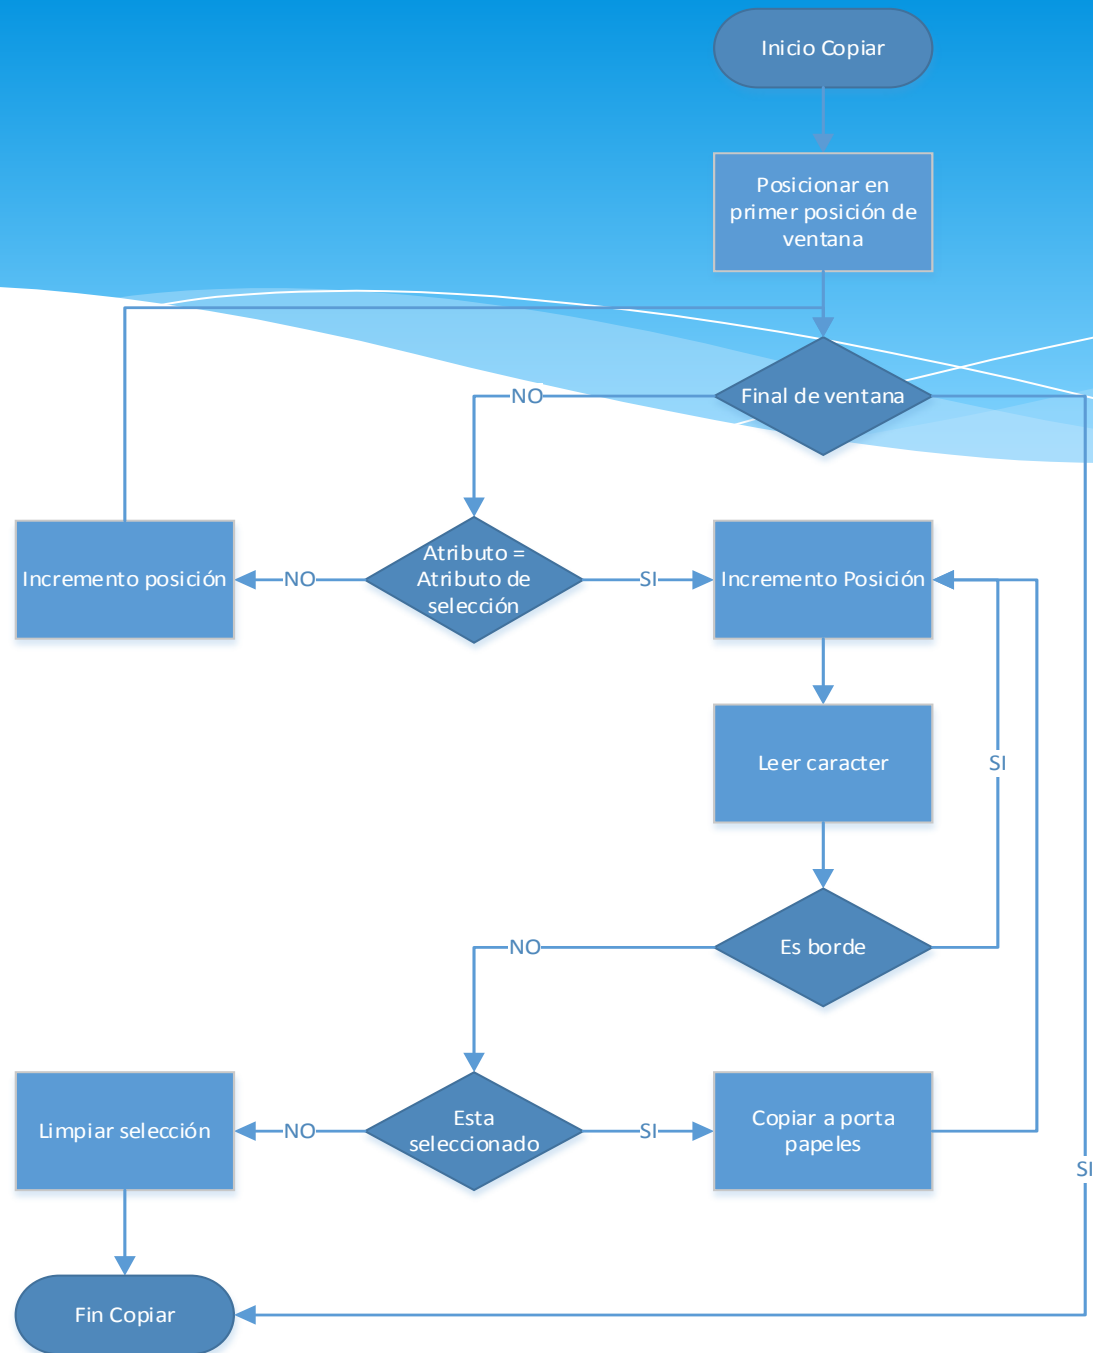 Inicio Copiar
Posicionar en
primer posición de
ventana
Final de ventana
NO
Atributo =
Atributo de
selección
Incremento posición
NO
SI
Incremento Posición
Leer caracter
SI
Es borde
NO
Esta
seleccionado
Limpiar selección
NO
SI
Copiar a porta
papeles
SI
Fin Copiar